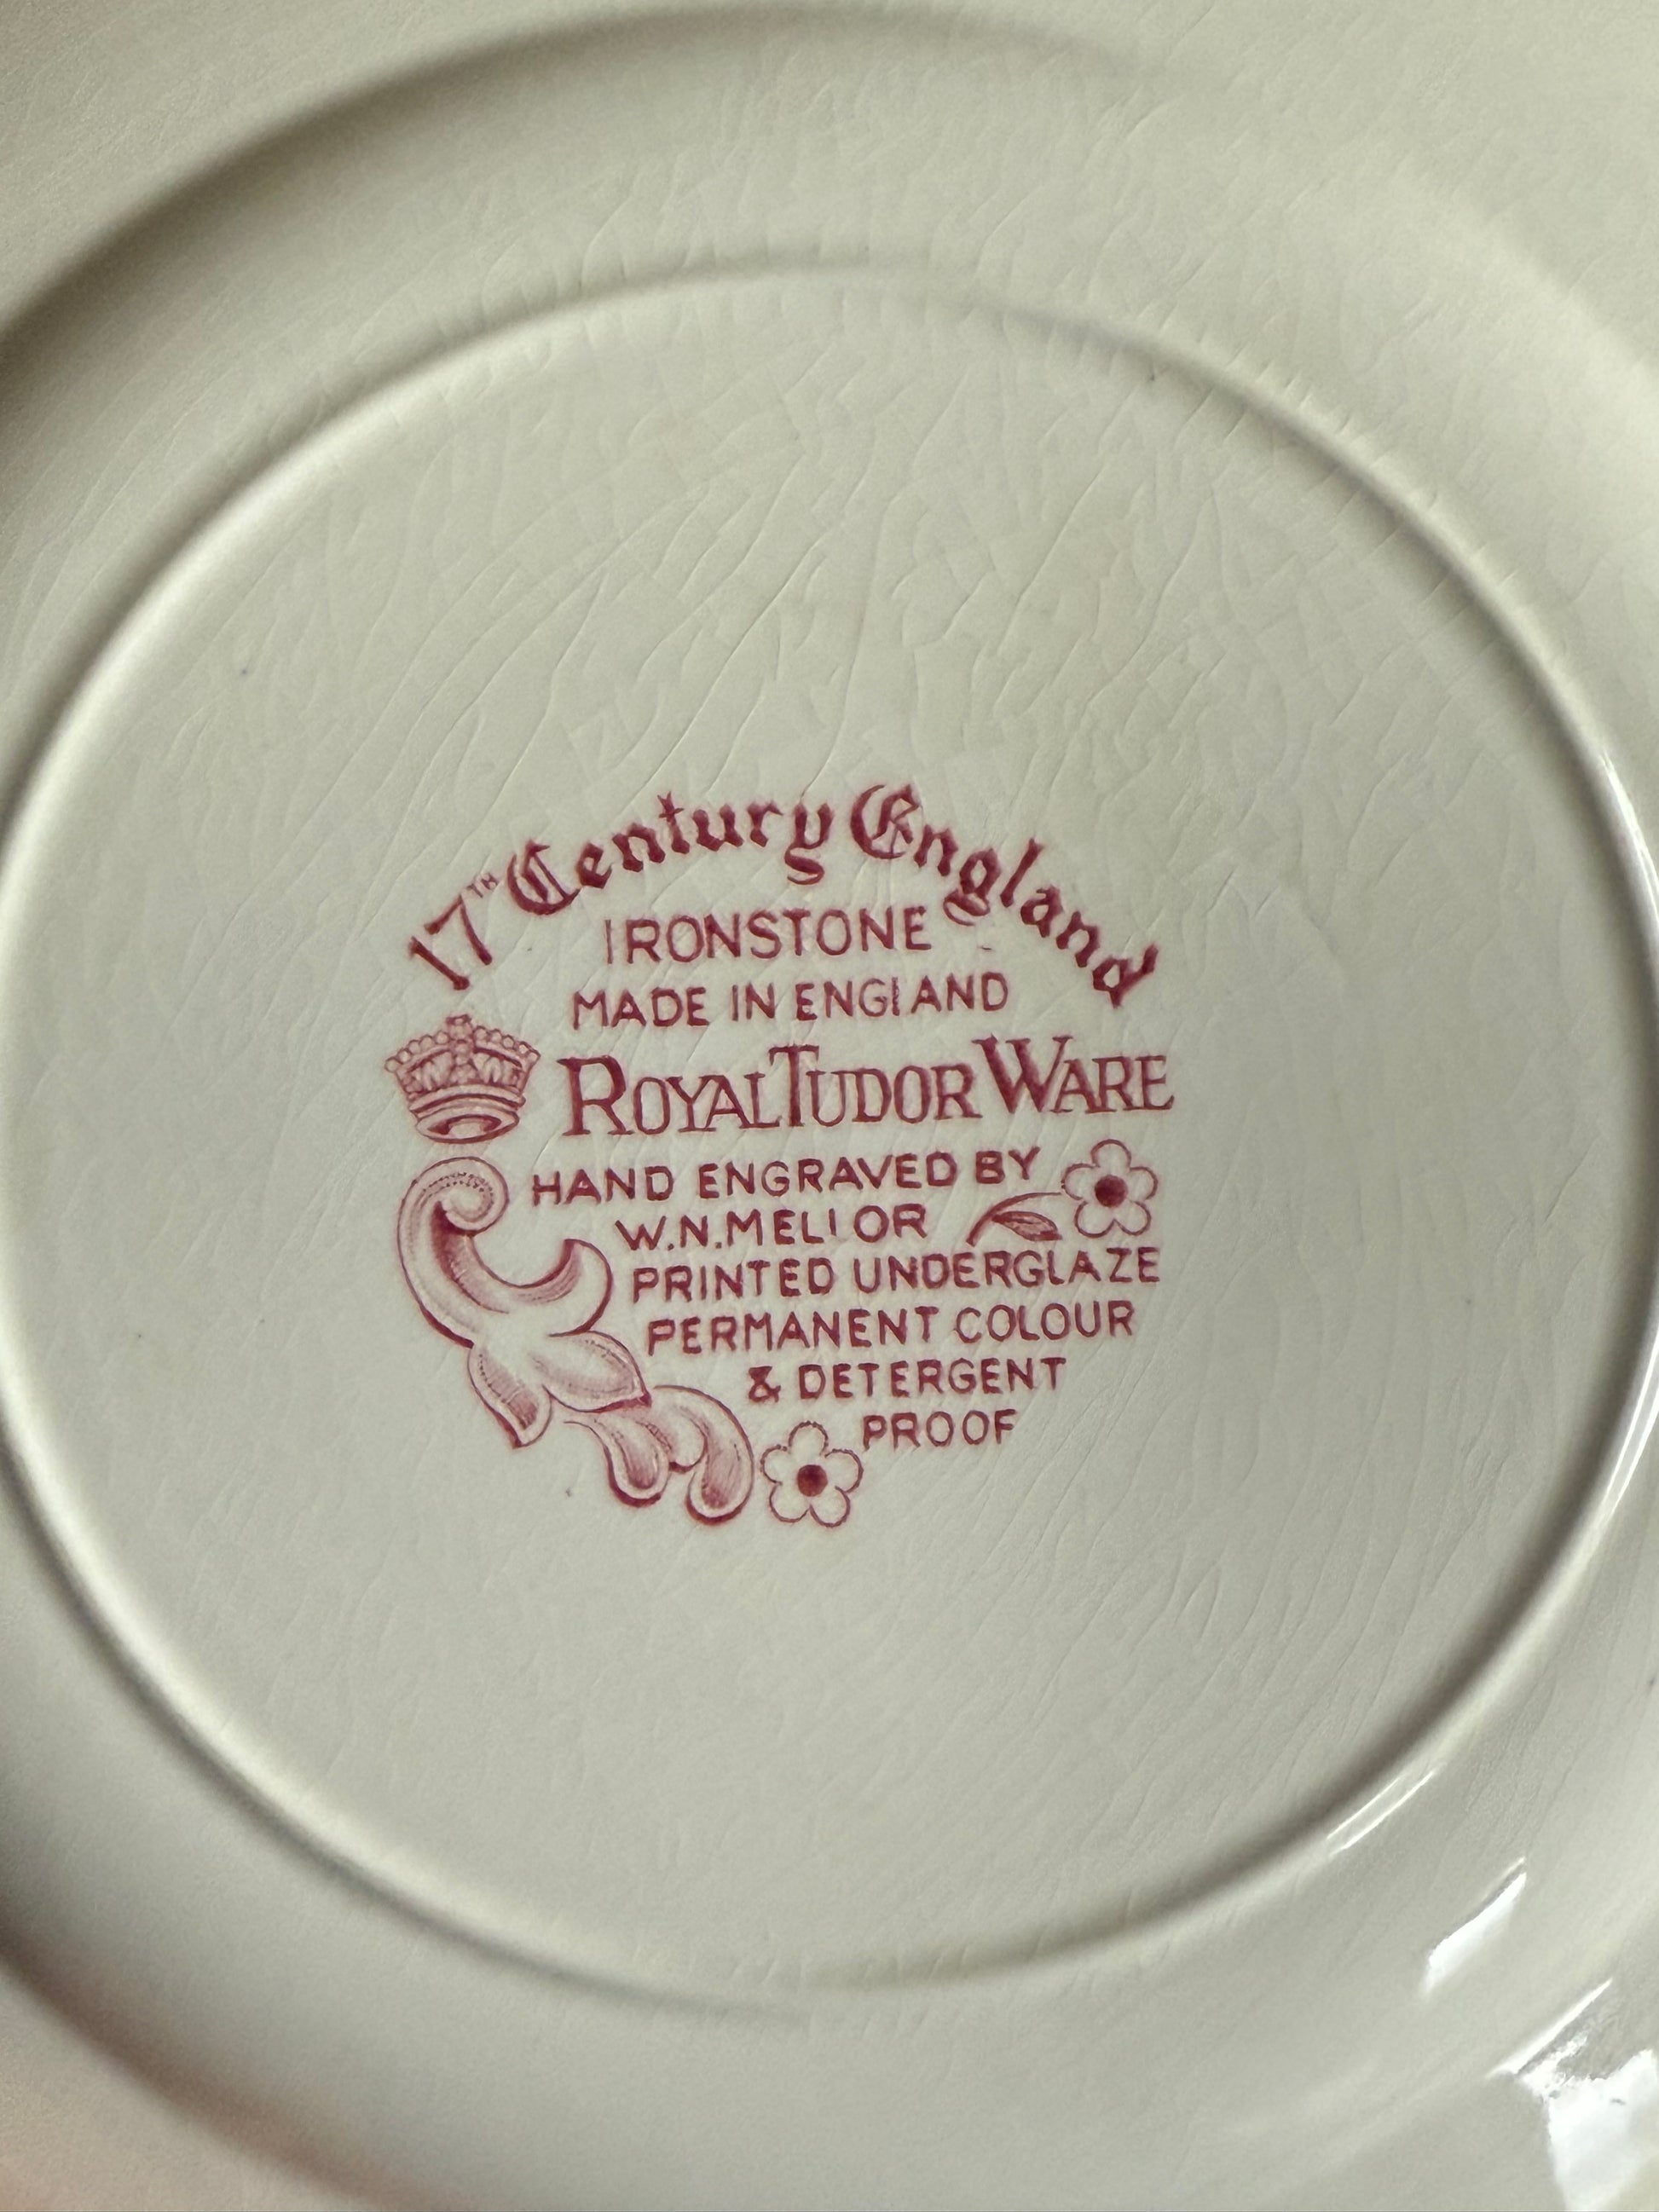 17TH Century England
IRONSTONE
MADE IN ENGLAND
ROYAL TUDOR WARE
HAND ENGRAVED BY
W.N.MELLOR
PRINTED UNDERGLAZE
PERMANENT COLOUR
& DETERGENT
PROOF